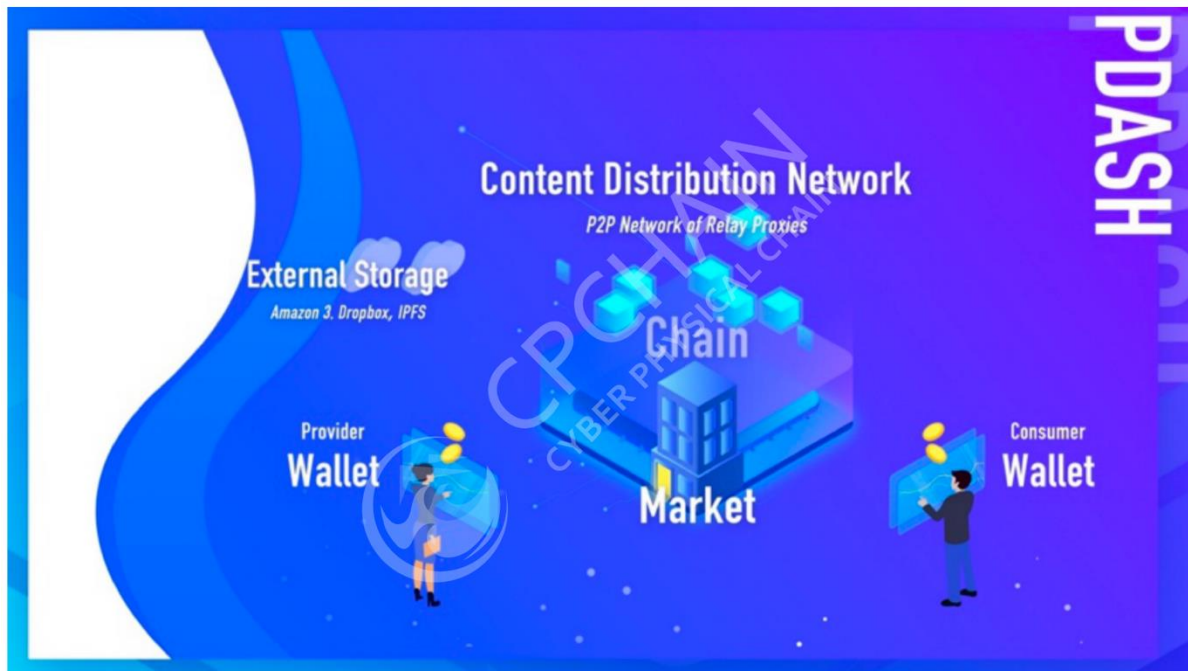 PDASH
Content Distribution Network
P2P Network of Relay Proxies
External Storage
Amazon 3, Dropbox, IPFS
Chain
CPCHAIN
CYBER PHYSICAL CHAIN
Provider
Wallet
Market
Consumer
Wallet